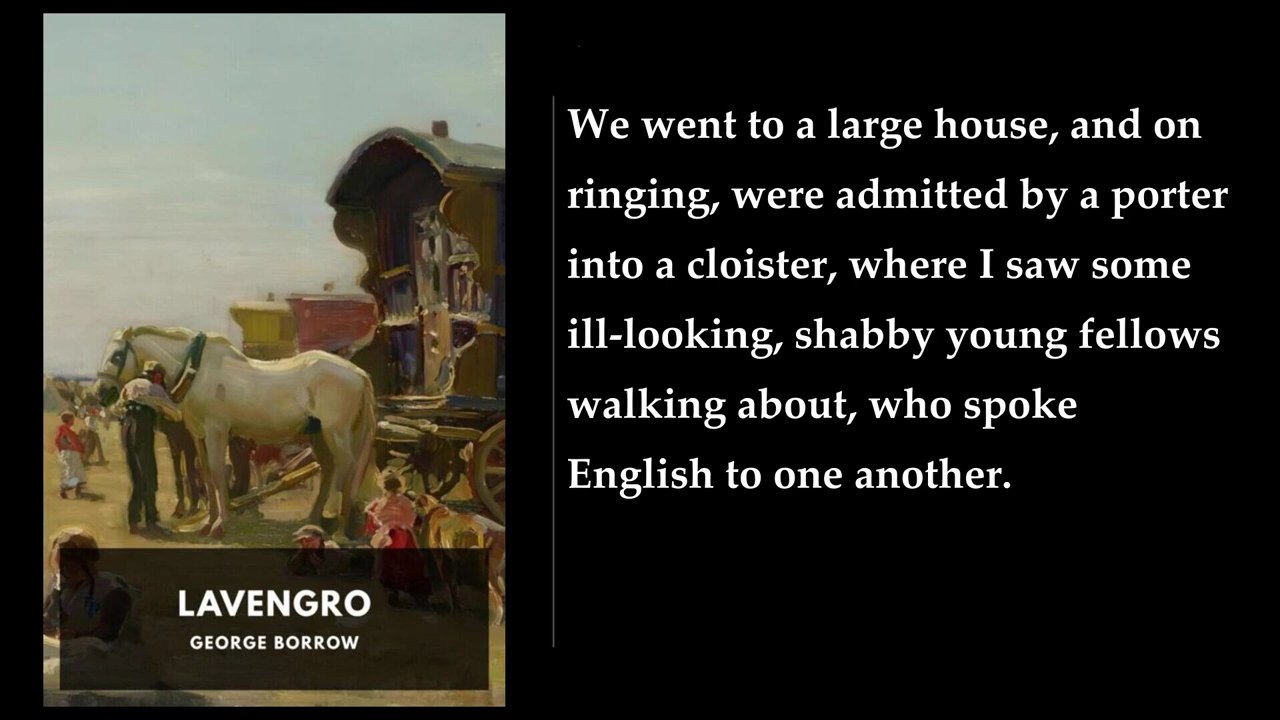 LAVENGRO
GEORGE BORROW
We went to a large house, and on
ringing, were admitted by a porter
into a cloister, where I saw some
ill-looking, shabby young fellows
walking about, who spoke
English to one another.